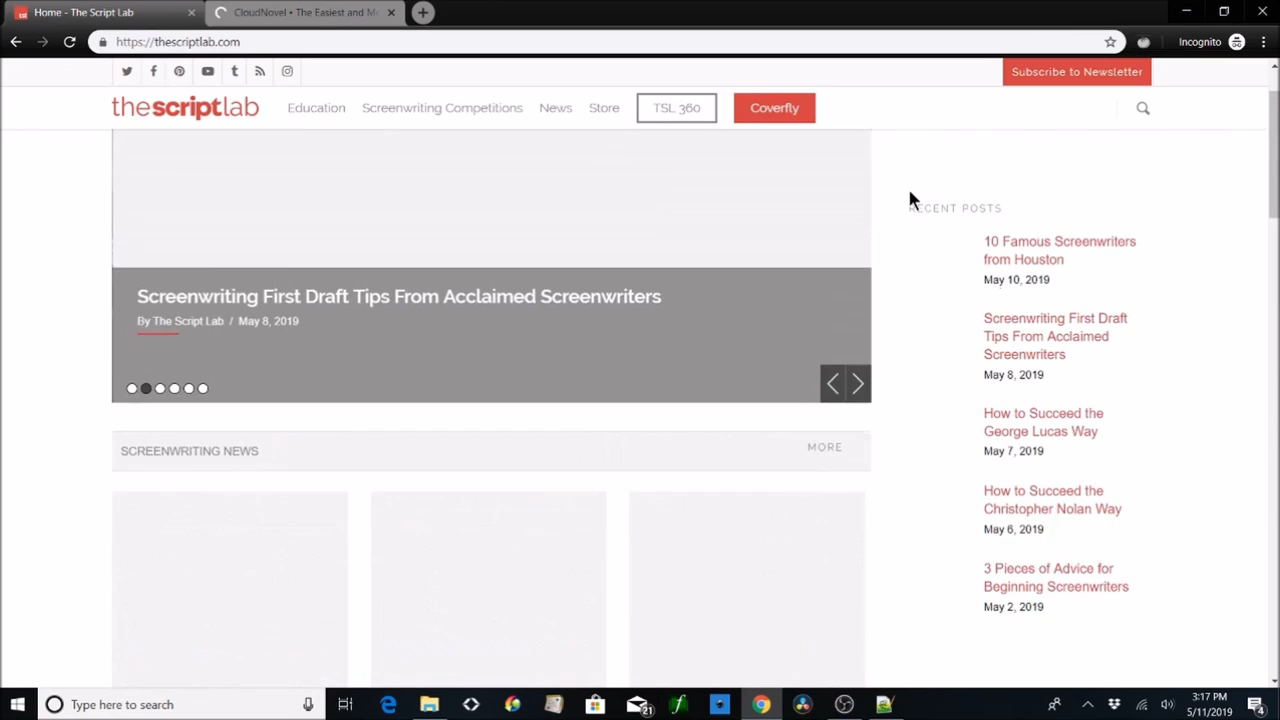 Home - The Script Lab
CloudNovel • The Easiest and Mo
https://thescriptlab.com
Incognito
Subscribe to Newsletter
thescriptlab
Education
Screenwriting Competitions
News
Store
TSL 360
Coverfly
Screenwriting First Draft Tips From Acclaimed Screenwriters
By The Script Lab / May 8, 2019
SCREENWRITING NEWS
MORE
RECENT POSTS
10 Famous Screenwriters
from Houston
May 10, 2019
Screenwriting First Draft
Tips From Acclaimed
Screenwriters
May 8, 2019
How to Succeed the
George Lucas Way
May 7, 2019
How to Succeed the
Christopher Nolan Way
May 6, 2019
3 Pieces of Advice for
Beginning Screenwriters
May 2, 2019
Type here to search
21
3:17 PM
5/11/2019
4